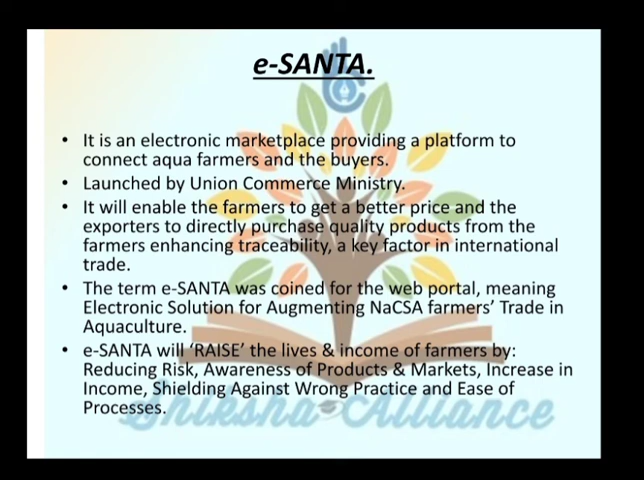 e-SANTA.
• It is an electronic marketplace providing a platform to
connect aqua farmers and the buyers.
• Launched by Union Commerce Ministry.
• It will enable the farmers to get a better price and the
exporters to directly purchase quality products from the
farmers enhancing traceability, a key factor in international
trade.
• The term e-SANTA was coined for the web portal, meaning
Electronic Solution for Augmenting NaCSA farmers' Trade in
Aquaculture.
• e-SANTA will ‘RAISE’ the lives & income of farmers by:
Reducing Risk, Awareness of Products & Markets, Increase in
Income, Shielding Against Wrong Practice and Ease of
Processes.
Shiksha Alliance